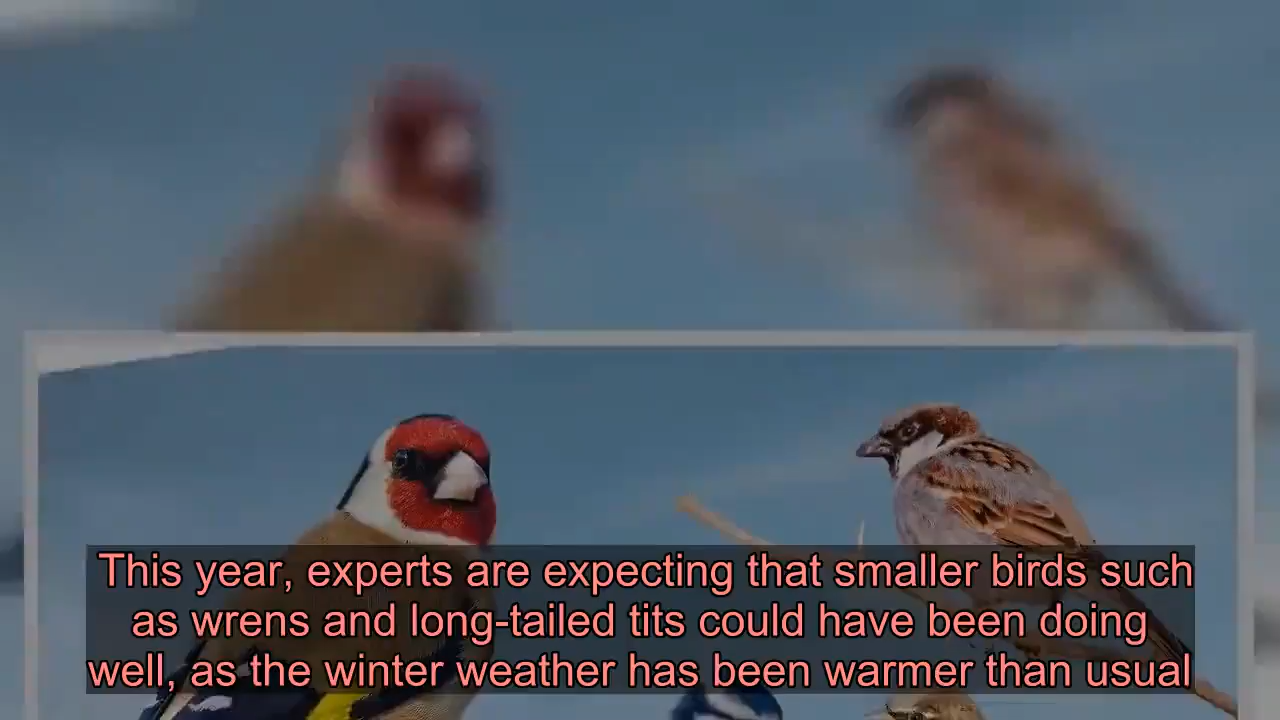 This year, experts are expecting that smaller birds such
as wrens and long-tailed tits could have been doing
well, as the winter weather has been warmer than usual